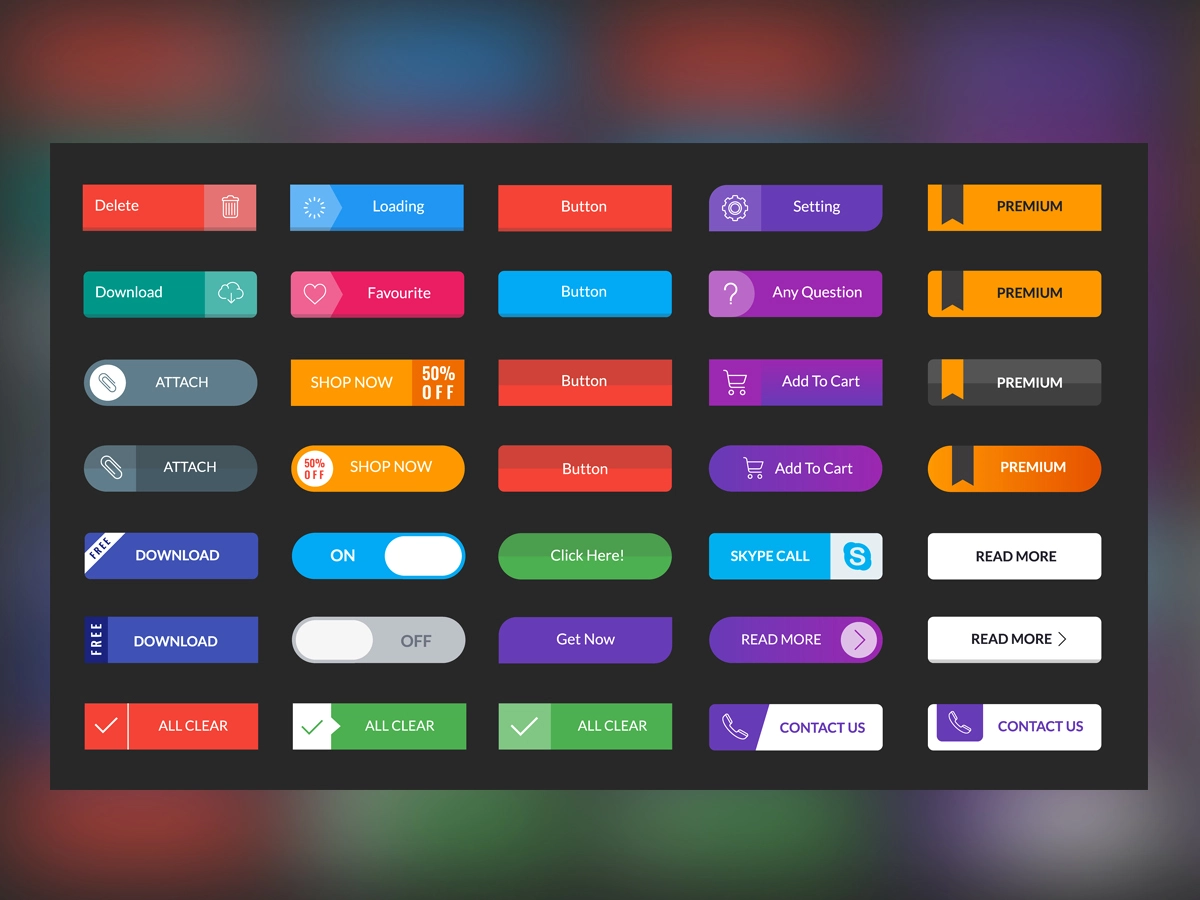 Delete
Loading
Button
Setting
PREMIUM
Download
Favourite
Button
Any Question
PREMIUM
ATTACH
SHOP NOW
50%
OFF
Button
Add To Cart
PREMIUM
ATTACH
50%
OFF
SHOP NOW
Button
Add To Cart
PREMIUM
FREE
DOWNLOAD
ON
Click Here!
SKYPE CALL
S
READ MORE
FREE
DOWNLOAD
OFF
Get Now
READ MORE
READ MORE
ALL CLEAR
ALL CLEAR
ALL CLEAR
CONTACT US
CONTACT US